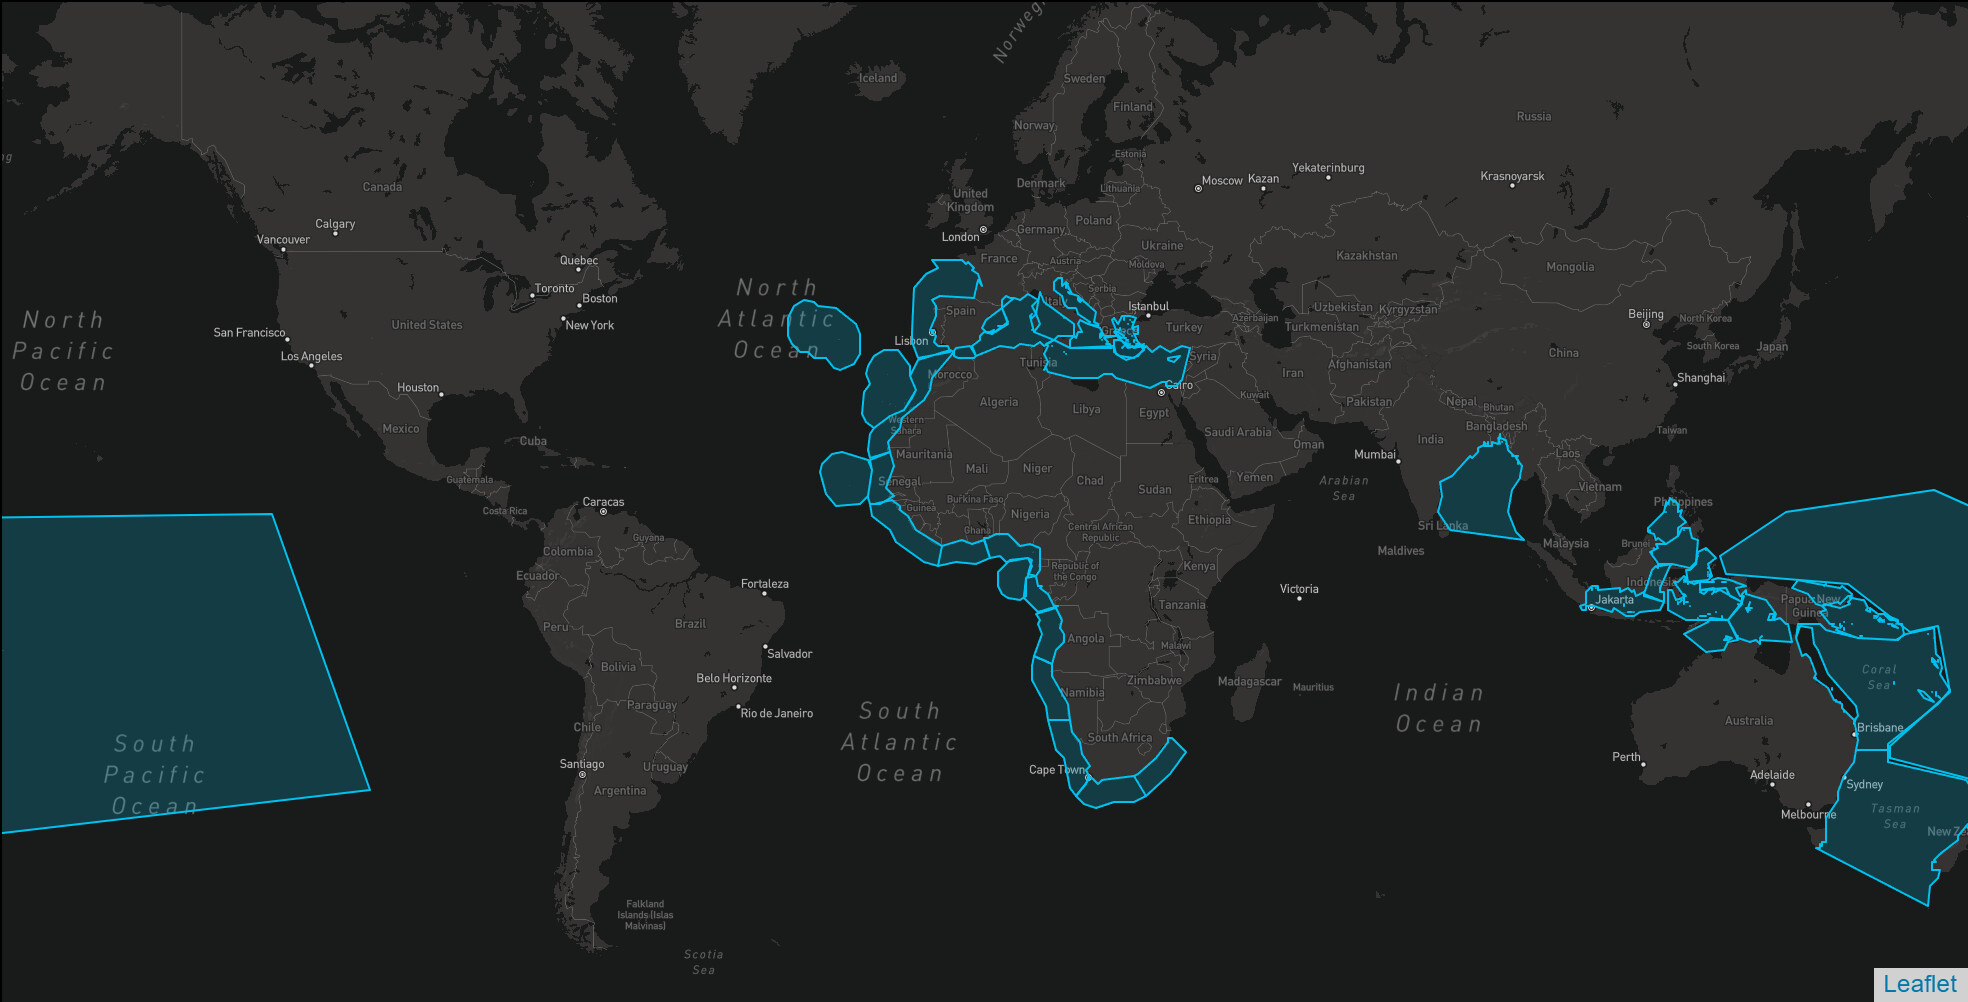 Norweg
Iceland
Sweden
Finland
Norway
Russia
Estonia
ng
Yekaterinburg
Moscow
Kazan
Krasnoyarsk
Canada
Denmark
Lithuania
United
Kingdom
Calgary
Poland
Vancouver
London
Germany
Ukraine
Quebec
France
Austria
Moldova
Kazakhstan
Mongolia
Toronto
Boston
North
Atlantic
Ocean
Serbia
Italy
Spain
Istanbul
Uzbekistan
Kyrgyzstan
North
Pacific
Ocean
San Francisco
United States
New York
Lisbon
Greece
Turkey
Azerbaijan
Turkmenistan
Beijing
North Korea
South Korea
Japan
Los Angeles
Tunisia
Syria
China
Morocco
Iran
Afghanistan
Shanghai
Houston
Algeria
Libya
Cairo
Egypt
Kuwait
Pakistan
Nepal
Bhutan
Mexico
Cuba
Western
Sahara
Saudi Arabia
Oman
India
Bangladesh
Taiwan
Mauritania
Mali
Niger
Chad
Sudan
Eritrea
Yemen
Mumbai
Arabian
Sea
Laos
Guatemala
Senegal
Vietnam
Costa Rica
Caracas
Guinea
Burkina Faso
Nigeria
Ghana
Central African
Republic
Ethiopia
Sri Lanka
Philippines
Colombia
Guyana
Maldives
Malaysia
Brunei
Ecuador
Fortaleza
Republic of
the Congo
Kenya
Victoria
Indonesia
Jakarta
Papua New
Guinea
Peru
Brazil
Tanzania
Salvador
Angola
Malawi
Bolivia
Belo Horizonte
Namibia
Zimbabwe
Madagascar
Mauritius
Indian
Ocean
Coral
Sea
Paraguay
Rio de Janeiro
South
Atlantic
Ocean
Chile
South Africa
Australia
Brisbane
South
Pacific
Ocean
Santiago
Uruguay
Cape Town
Perth
Argentina
Adelaide
Sydney
Melbourne
Tasman
Sea
New Ze
Falkland
Islands (Islas
Malvinas)
Scotia
Sea
Leaflet